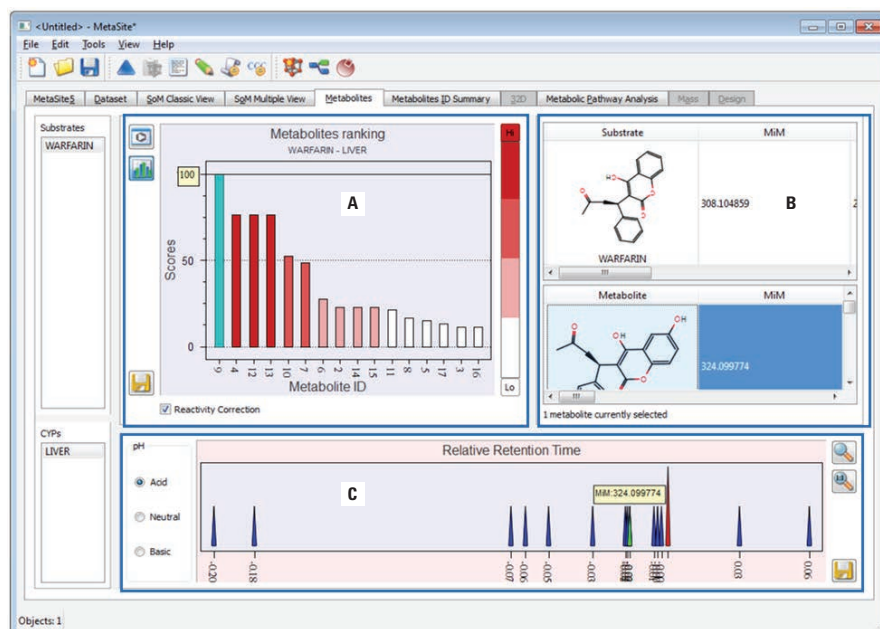 <Untitled> - MetaSite*
File Edit Tools View Help
MetaSite5 Dataset SoM Classic View SoM Multiple View Metabolites Metabolites ID Summary Metabolic Pathway Analysis Mass Design
Substrates
WARFARIN
Metabolites ranking
WARFARIN - LIVER
Hi
100
A
50
0
Scores
9 4 12 13 10 7 6 2 14 15 11 8 5 17 3 16
Metabolite ID
Lo
Reactivity Correction
Substrate MiM
HO
O
O
O
308.104859
B
2
WARFARIN
Metabolite MiM
O
OH
OH
O
O
324.099774
1 metabolite currently selected
CYPs
LIVER
pH
Acid
Neutral
Basic
Relative Retention Time
C
MiM:324.099774
-0.20 -0.18 -0.07 -0.06 -0.05 -0.03 0.03 0.06
Objects: 1